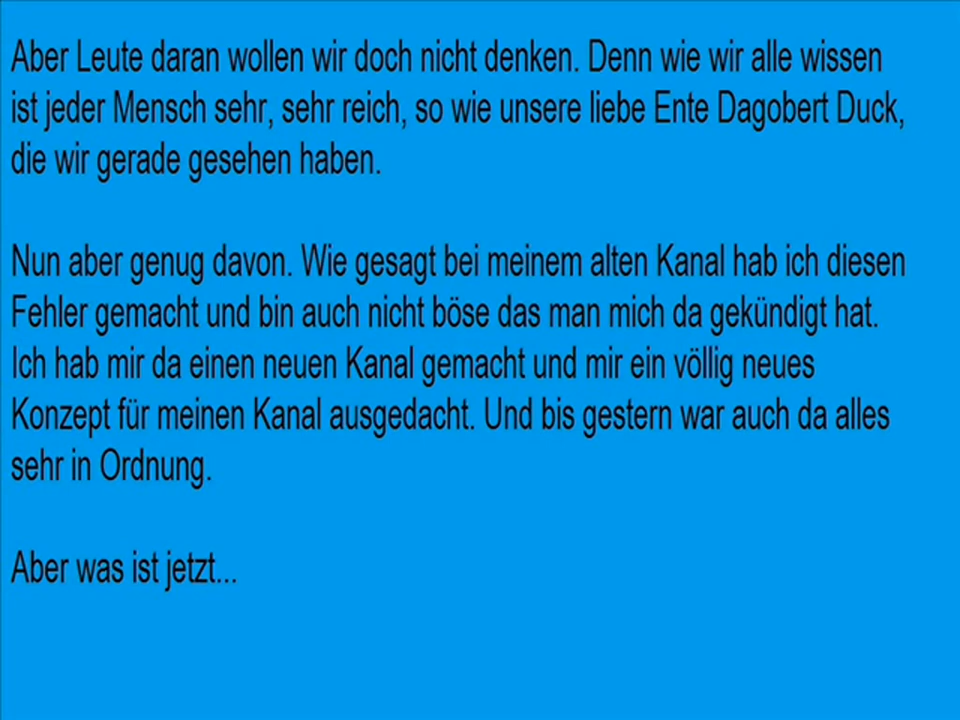 Aber Leute daran wollen wir doch nicht denken. Denn wie wir alle wissen
ist jeder Mensch sehr, sehr reich, so wie unsere liebe Ente Dagobert Duck,
die wir gerade gesehen haben.
Nun aber genug davon. Wie gesagt bei meinem alten Kanal hab ich diesen
Fehler gemacht und bin auch nicht böse das man mich da gekündigt hat.
Ich hab mir da einen neuen Kanal gemacht und mir ein völlig neues
Konzept für meinen Kanal ausgedacht. Und bis gestern war auch da alles
sehr in Ordnung.
Aber was ist jetzt...